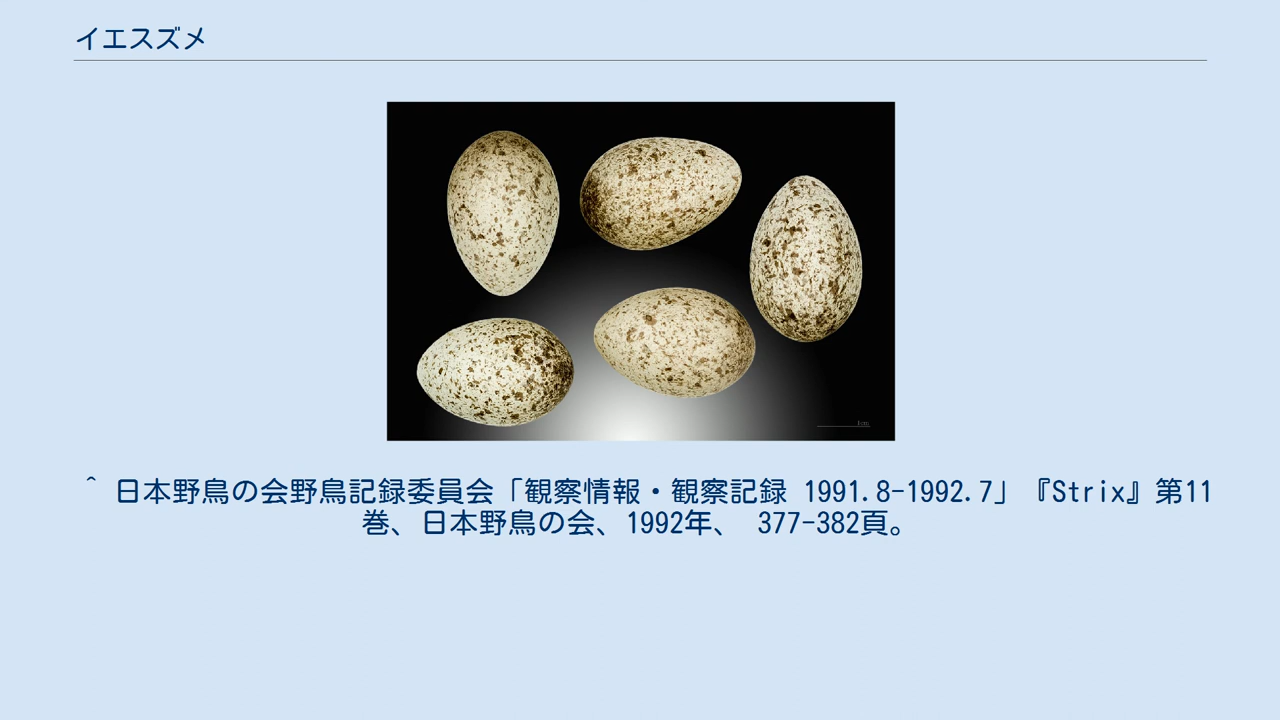 イエスズメ
1cm
^ 日本野鳥の会野鳥記録委員会「観察情報・観察記録 1991.8-1992.7」『Strix』第11
巻、日本野鳥の会、1992年、 377-382頁。